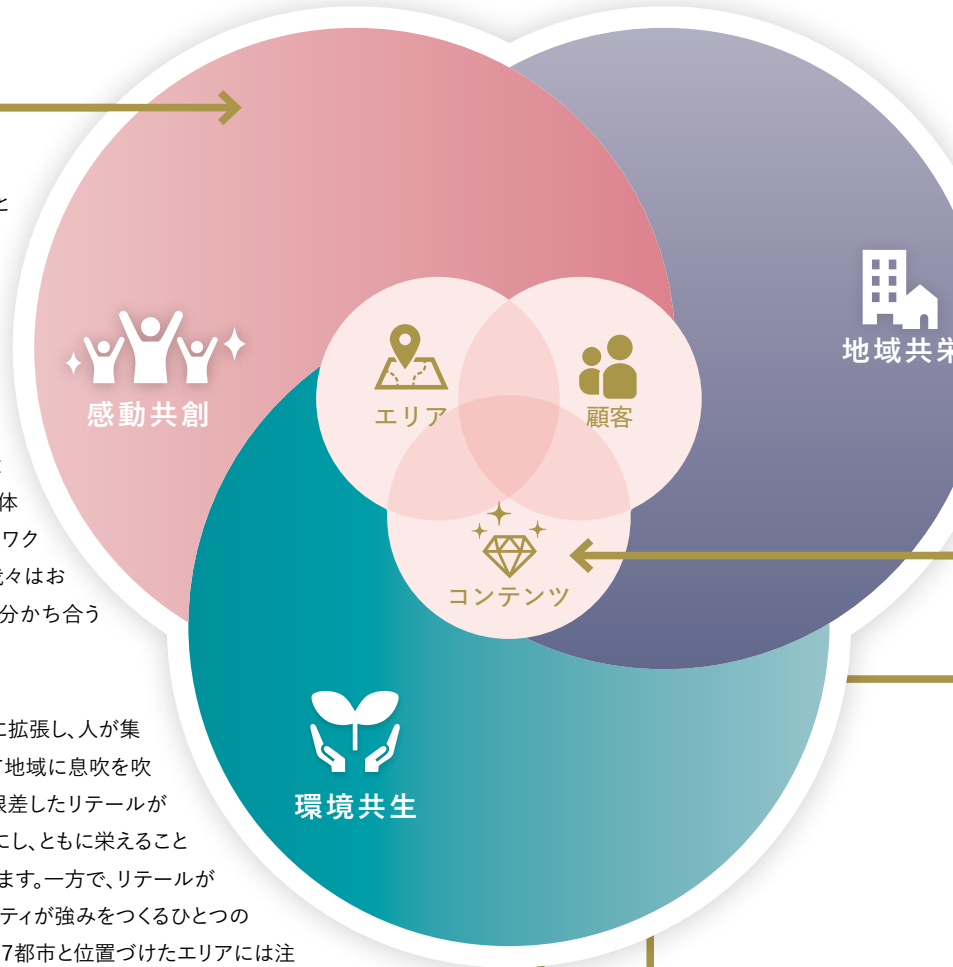 と
感動共創
エリア
顧客
地域共栄
コンテンツ
環境共生
体
ワク
々はお
分かち合う
に拡張し、人が集
地域に息吹を吹
差したリテールが
にし、ともに栄えること
ます。一方で、リテールが
ティが強みをつくるひとつの
7都市と位置づけたエリアには注